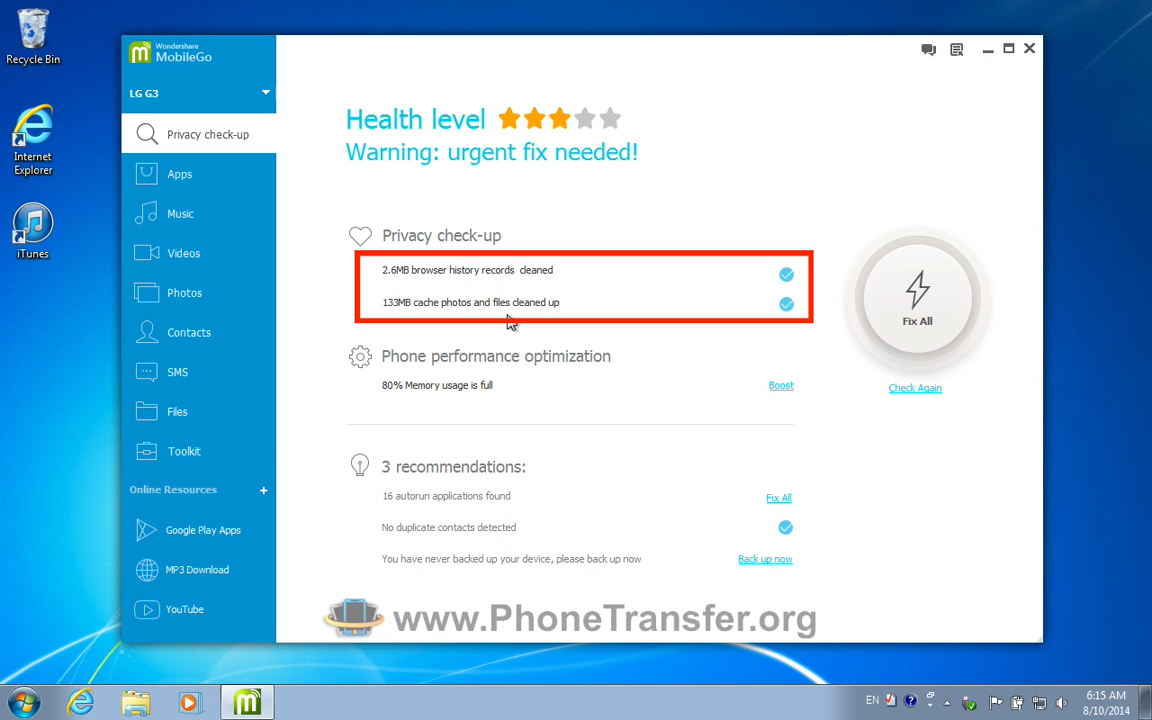 Recycle Bin
Internet
Explorer
iTunes
Wondershare
MobileGo
LG G3
Privacy check-up
Apps
Music
Videos
Photos
Contacts
SMS
Files
Toolkit
Online Resources +
Google Play Apps
MP3 Download
YouTube
Health level
Warning: urgent fix needed!
Privacy check-up
2.6MB browser history records cleaned
133MB cache photos and files cleaned up
Phone performance optimization
80% Memory usage is full Boost
Fix All
Check Again
3 recommendations:
16 autorun applications found Fix All
No duplicate contacts detected
You have never backed up your device, please back up now Back up now
www.PhoneTransfer.org
EN
6:15 AM
8/10/2014